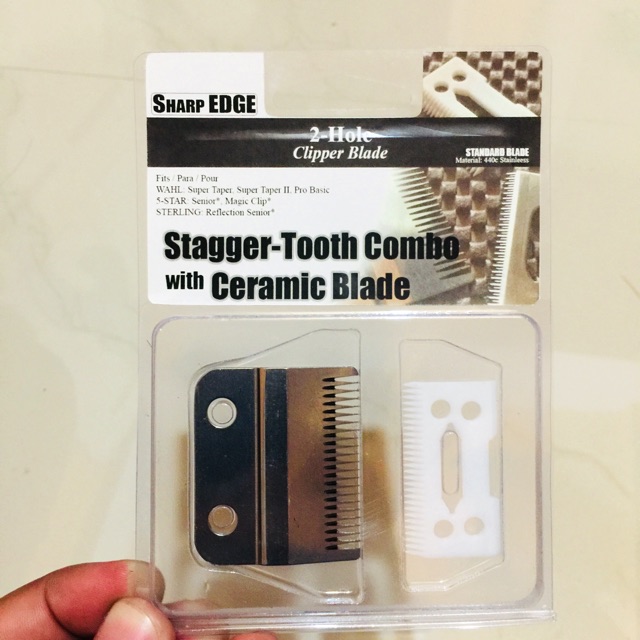 SHARP EDGE
2-Hole
Clipper Blade
STANDARD BLADE
Material: 440c Stainleess
Fits / Para / Pour
WAHL: Super Taper, Super Taper II, Pro Basic
5-STAR: Senior*, Magic Clip*
STERLING: Reflection Senior*
Stagger-Tooth Combo
with Ceramic Blade